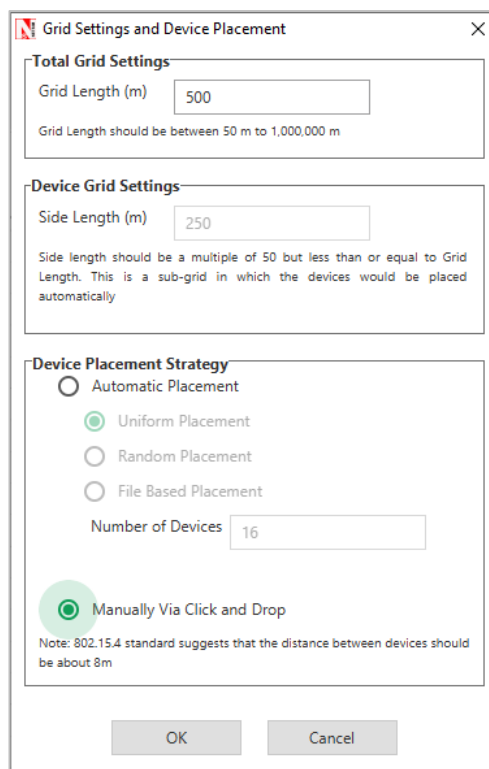 Grid Settings and Device Placement
Total Grid Settings
Grid Length (m)
500
Grid Length should be between 50 m to 1,000,000 m
Device Grid Settings
Side Length (m)
250
Side length should be a multiple of 50 but less than or equal to Grid
Length. This is a sub-grid in which the devices would be placed
automatically
Device Placement Strategy
Automatic Placement
Uniform Placement
Random Placement
File Based Placement
Number of Devices
16
Manually Via Click and Drop
Note: 802.15.4 standard suggests that the distance between devices should
be about 8m
OK
Cancel